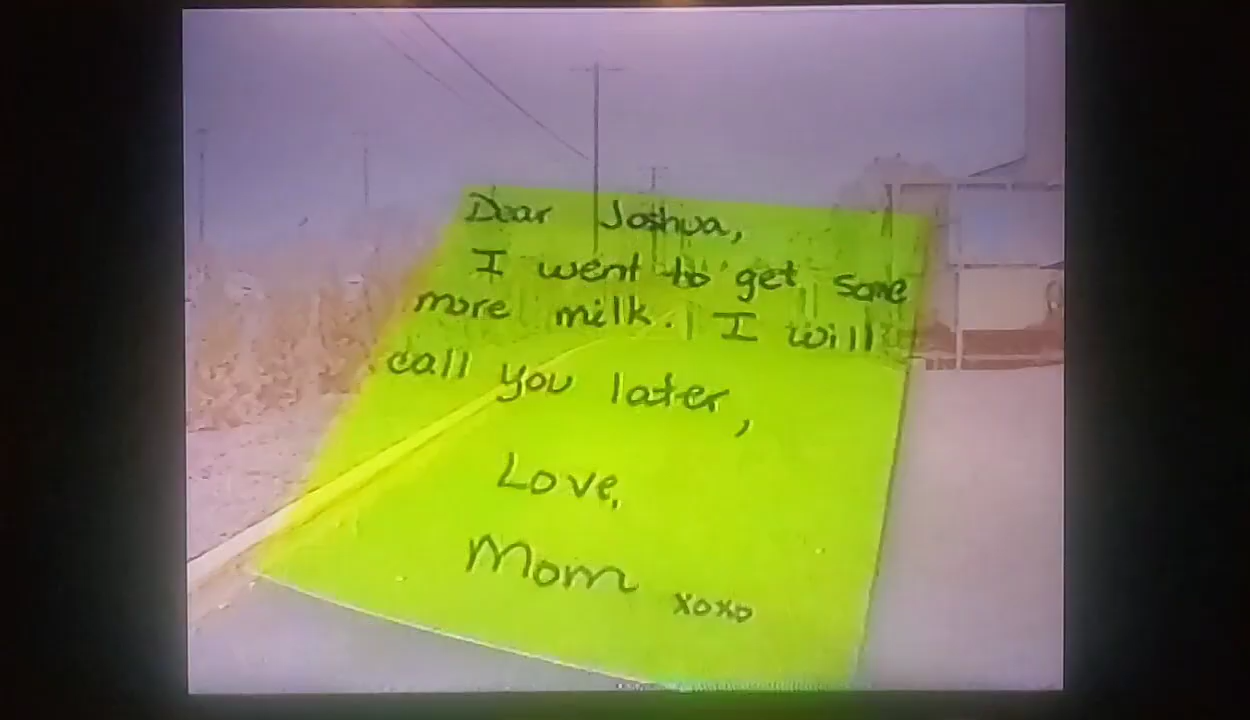 Dear Joshua,
I went to get some
more milk. I will
call you later,
Love,
Mom xoxo